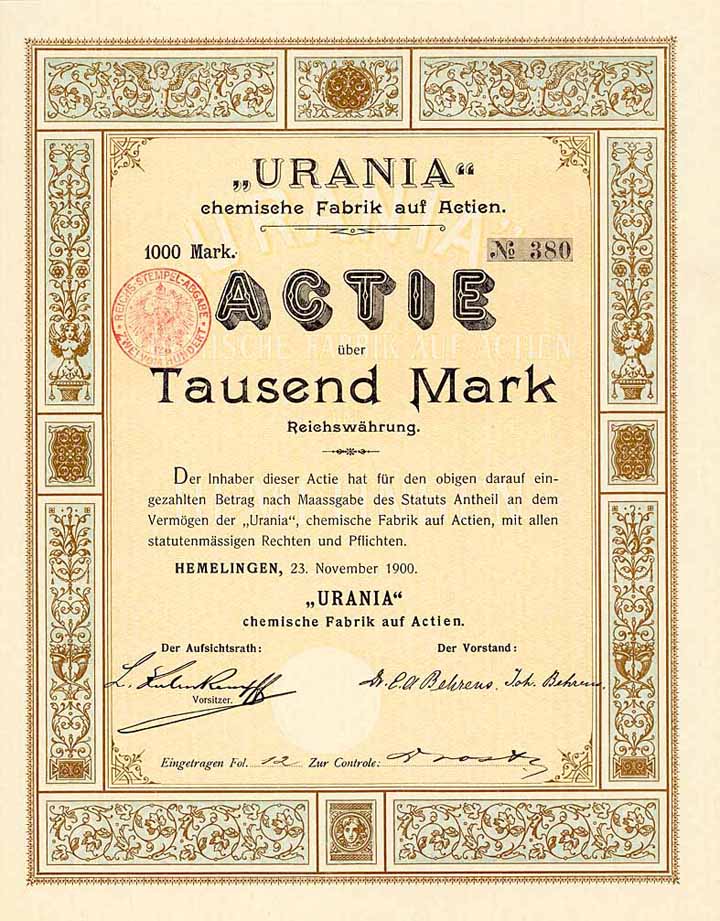 „URANIA“
chemische Fabrik auf Actien.
1000 Mark.
№ 380
REICHS-STEMPEL-ABGABE
ZWEI VOM HUNDERT
ACTIE
über
Tausend Mark
Reichswährung.
Der Inhaber dieser Actie hat für den obigen darauf ein-
gezahlten Betrag nach Maassgabe des Statuts Antheil an dem
Vermögen der „Urania“, chemische Fabrik auf Actien, mit allen
statutenmässigen Rechten und Pflichten.
HEMELINGEN, 23. November 1900.
„URANIA“
chemische Fabrik auf Actien.
Der Aufsichtsrath:
Der Vorstand:
Dr. C. A. Behrens. Joh. Behrens.
Vorsitzer.
Eingetragen Fol. 12 Zur Controle: